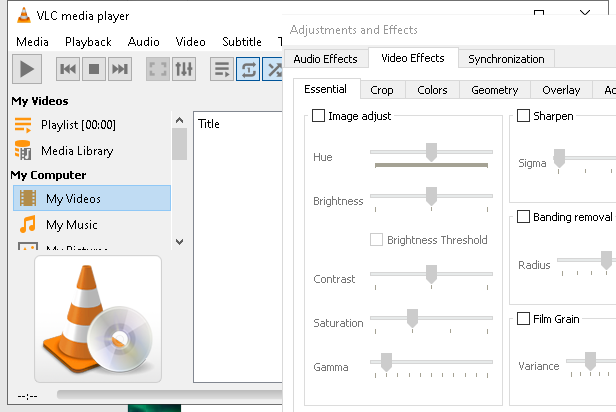 VLC media player
Media Playback Audio Video Subtitle
My Videos
Playlist [00:00]
Media Library
My Computer
My Videos
My Music
My Pictures
Title
--:--
Adjustments and Effects
Audio Effects Video Effects Synchronization
Essential Crop Colors Geometry Overlay
Image adjust
Hue
Brightness
Brightness Threshold
Contrast
Saturation
Gamma
Sharpen
Sigma
Banding removal
Radius
Film Grain
Variance